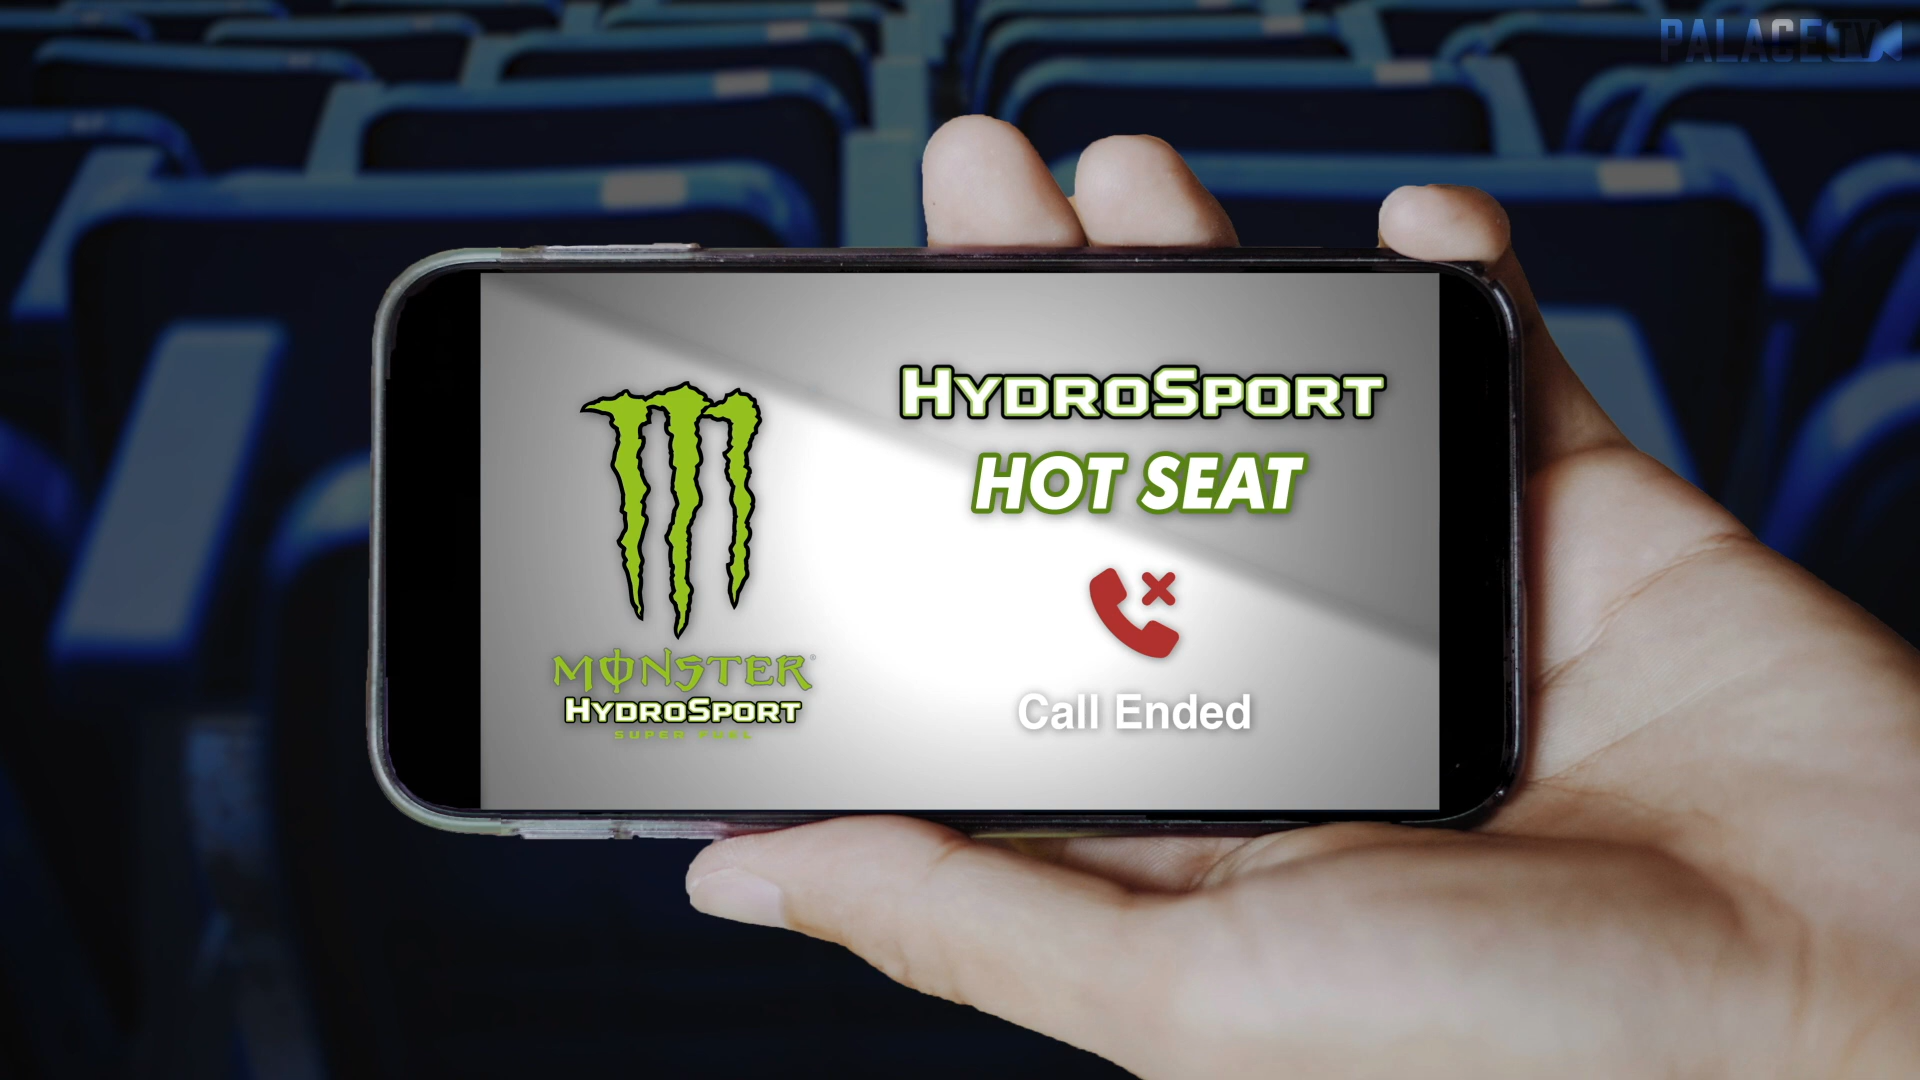 PALACE TV
HYDROSPORT
HOT SEAT
MONSTER
HYDROSPORT
SUPER FUEL
Call Ended